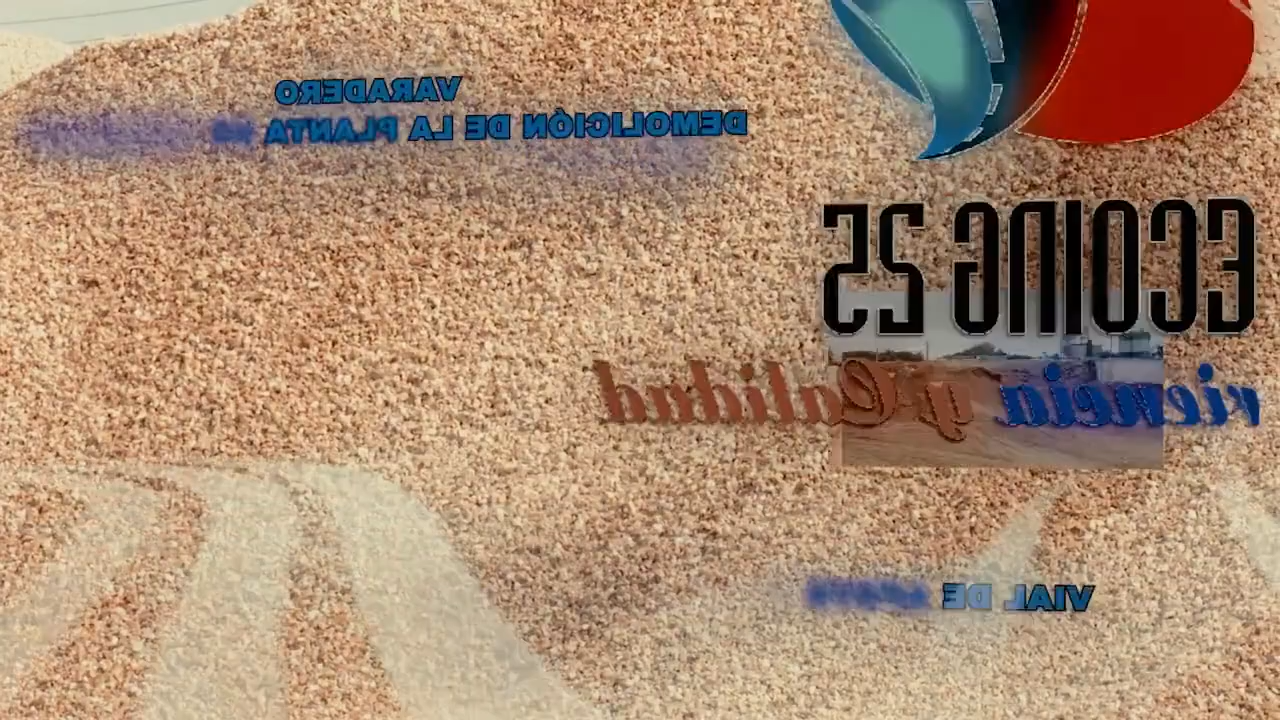 VARADERO
DEMOLICIÓN DE LA PLANTA
ECOING 25
y Calidad
VIAL DE